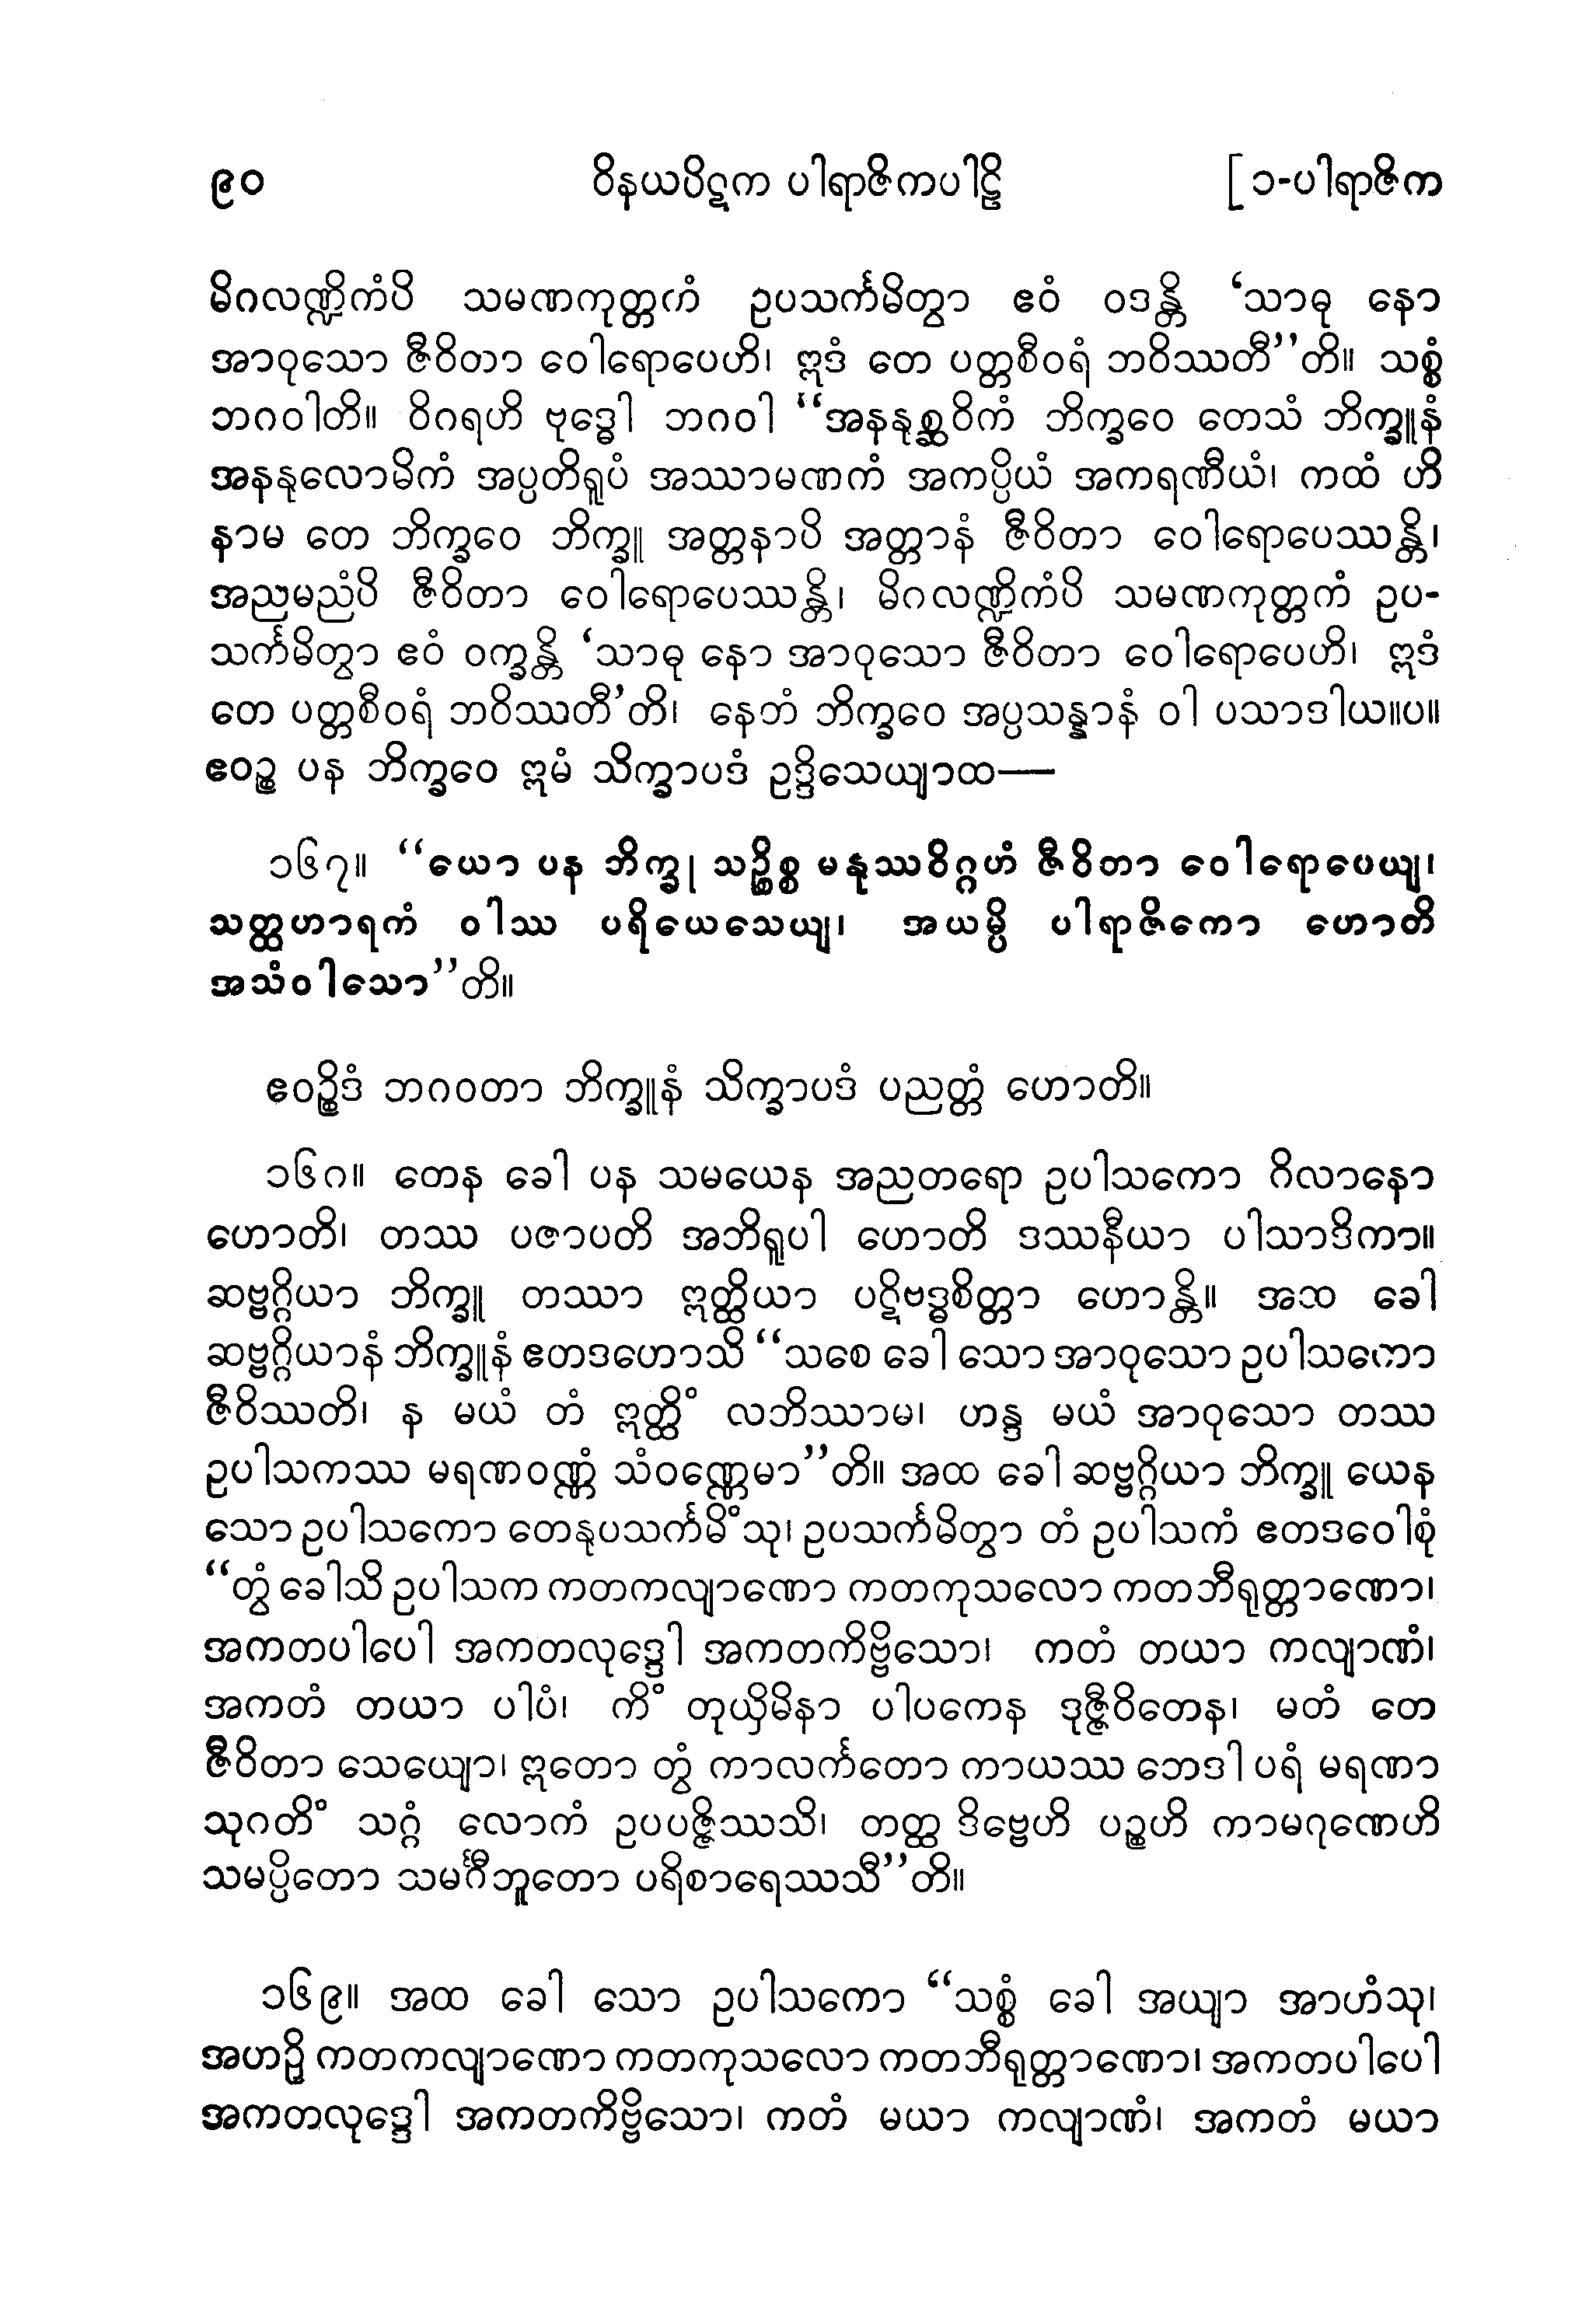 ၉၀ ဝိနယပိဋက ပါရာဇိကပါဠိ [ ၁-ပါရာဇိက
မိဂလဏ္ဍိကံပိ သမဏကုတ္တကံ ဥပသင်္ကမိတွာ ဧဝံ ဝဒန္တိ ‘သာဓု နော
အာဝုသော ဇီဝိတာ ဝေါရောပေဟိ၊ ဣဒံ တေ ပတ္တစီဝရံ ဘဝိဿတီ’’တိ။ သစ္စံ
ဘဂဝါတိ။ ဝိဂရဟိ ဗုဒ္ဓေါ ဘဂဝါ “အနနုစ္ဆဝိကံ ဘိက္ခဝေ တေသံ ဘိက္ခူနံ
အနနုလောမိကံ အပ္ပတိရူပံ အဿာမဏကံ အကပ္ပိယံ အကရဏီယံ၊ ကထံ ဟိ
နာမ တေ ဘိက္ခဝေ ဘိက္ခူ အတ္တနာပိ အတ္တာနံ ဇီဝိတာ ဝေါရောပေဿန္တိ၊
အညမညံပိ ဇီဝိတာ ဝေါရောပေဿန္တိ၊ မိဂလဏ္ဍိကံပိ သမဏကုတ္တကံ ဥပ-
သင်္ကမိတွာ ဧဝံ ဝက္ခန္တိ ‘သာဓု နော အာဝုသော ဇီဝိတာ ဝေါရောပေဟိ၊ ဣဒံ
တေ ပတ္တစီဝရံ ဘဝိဿတီ’တိ၊ နေတံ ဘိက္ခဝေ အပ္ပသန္နာနံ ဝါ ပသာဒါယ။ပ။
ဧဝဉ္စ ပန ဘိက္ခဝေ ဣမံ သိက္ခာပဒံ ဥဒ္ဒိသေယျာထ—
၁၆၇။ “ယော ပန ဘိက္ခု သဉ္စိစ္စ မနုဿဝိဂ္ဂဟံ ဇီဝိတာ ဝေါရောပေယျ၊
သတ္ထဟာရကံ ဝါဿ ပရိယေသေယျ၊ အယမ္ပိ ပါရာဇိကော ဟောတိ
အသံဝါသော”တိ။
ဧဝဉ္စိဒံ ဘဂဝတာ ဘိက္ခူနံ သိက္ခာပဒံ ပညတ္တံ ဟောတိ။
၁၆၈။ တေန ခေါ ပန သမယေန အညတရော ဥပါသကော ဂိလာနော
ဟောတိ၊ တဿ ပဇာပတိ အဘိရူပါ ဟောတိ ဒဿနီယာ ပါသာဒိကာ။
ဆဗ္ဗဂ္ဂိယာ ဘိက္ခူ တဿာ ဣတ္ထိယာ ပဋိဗဒ္ဓစိတ္တာ ဟောန္တိ။ အထ ခေါ
ဆဗ္ဗဂ္ဂိယာနံ ဘိက္ခူနံ ဧတဒဟောသိ “သစေ ခေါ သော အာဝုသော ဥပါသကော
ဇီဝိဿတိ၊ န မယံ တံ ဣတ္ထိံ လဘိဿာမ၊ ဟန္ဒ မယံ အာဝုသော တဿ
ဥပါသကဿ မရဏဝဏ္ဏံ သံဝဏ္ဏေမာ”တိ။ အထ ခေါ ဆဗ္ဗဂ္ဂိယာ ဘိက္ခူ ယေန
သော ဥပါသကော တေနုပသင်္ကမိံသု၊ ဥပသင်္ကမိတွာ တံ ဥပါသကံ ဧတဒဝေါစုံ
“တွံ ခေါသိ ဥပါသက ကတကလျာဏော ကတကုသလော ကတဘီရုတ္တာဏော၊
အကတပါပေါ အကတလုဒ္ဒေါ အကတကိဗ္ဗိသော၊ ကတံ တယာ ကလျာဏံ၊
အကတံ တယာ ပါပံ၊ ကိံ တုယှိမိနာ ပါပကေန ဒုဇ္ဇီဝိတေန၊ မတံ တေ
ဇီဝိတာ သေယျော၊ ဣတော တွံ ကာလင်္ကတော ကာယဿ ဘေဒါ ပရံ မရဏာ
သုဂတိံ သဂ္ဂံ လောကံ ဥပပဇ္ဇိဿသိ၊ တတ္ထ ဒိဗ္ဗေဟိ ပဉ္စဟိ ကာမဂုဏေဟိ
သမပ္ပိတော သမင်္ဂီဘူတော ပရိစာရေဿသီ”တိ။
၁၆၉။ အထ ခေါ သော ဥပါသကော “သစ္စံ ခေါ အယျာ အာဟံသု၊
အဟဉှိ ကတကလျာဏော ကတကုသလော ကတဘီရုတ္တာဏော၊ အကတပါပေါ
အကတလုဒ္ဒေါ အကတကိဗ္ဗိသော၊ ကတံ မယာ ကလျာဏံ၊ အကတံ မယာ